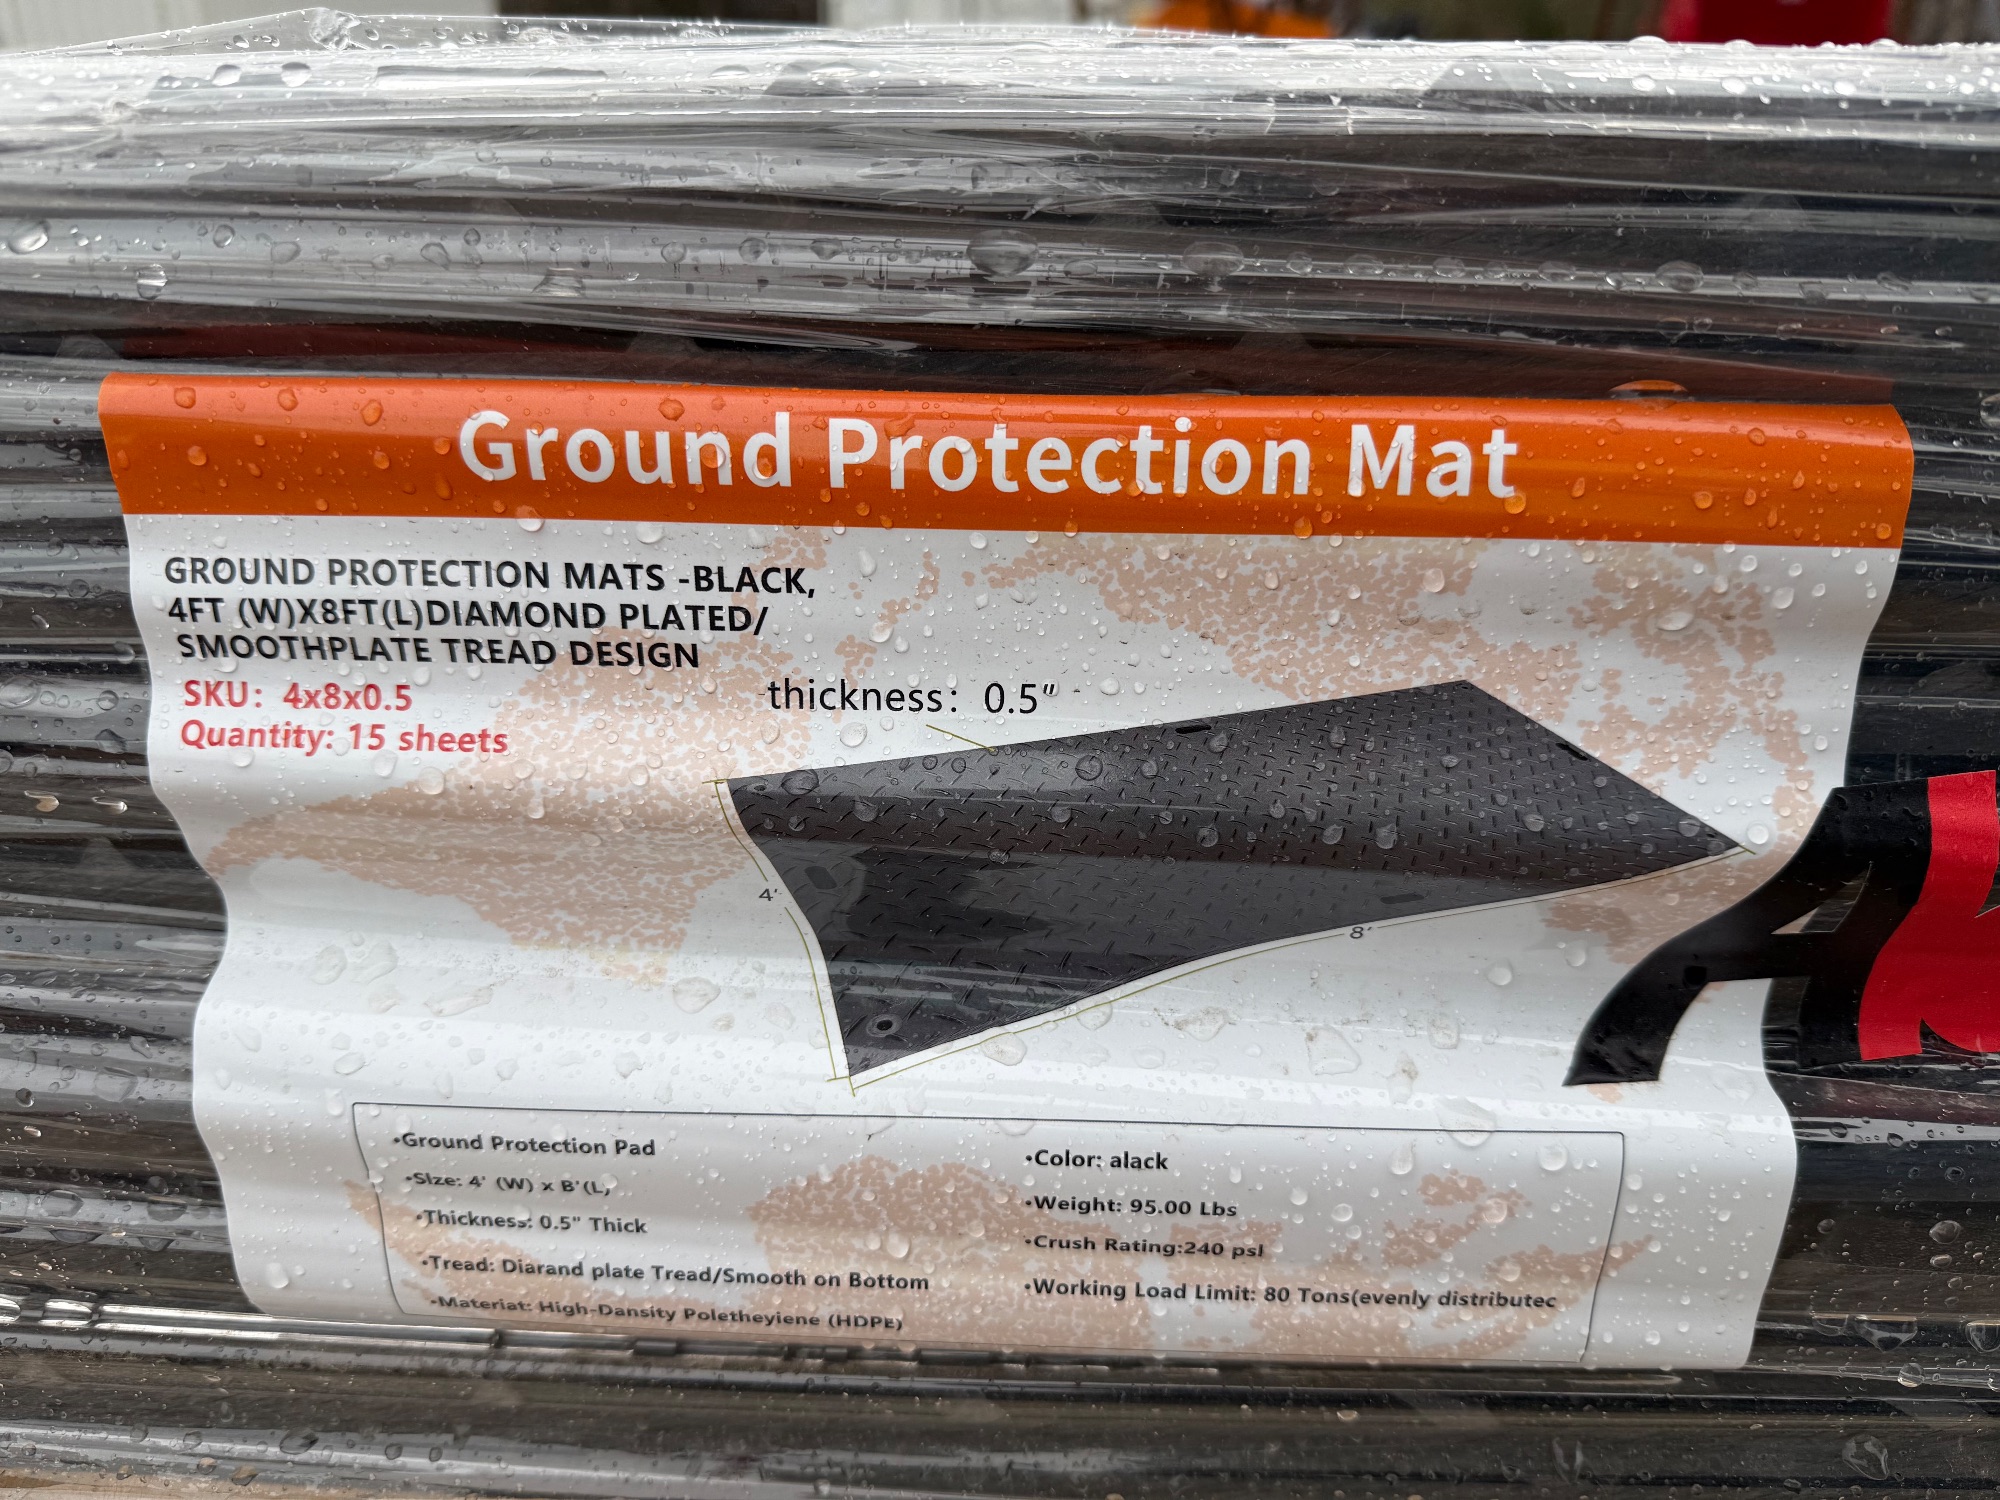 Ground Protection Mat
GROUND PROTECTION MATS -BLACK,
4FT (W)X8FT(L)DIAMOND PLATED/
SMOOTHPLATE TREAD DESIGN
SKU: 4x8x0.5
Quantity: 15 sheets
thickness: 0.5"
4'
8'
•Ground Protection Pad
•Size: 4' (W) x B'(L,
•Thickness: 0.5" Thick
•Tread: Diarand plate Tread/Smooth on Bottom
•Materiat: High-Dansity Poletheyiene (HDPE)
•Color: alack
•Weight: 95.00 Lbs
•Crush Rating:240 psl
•Working Load Limit: 80 Tons(evenly distributec